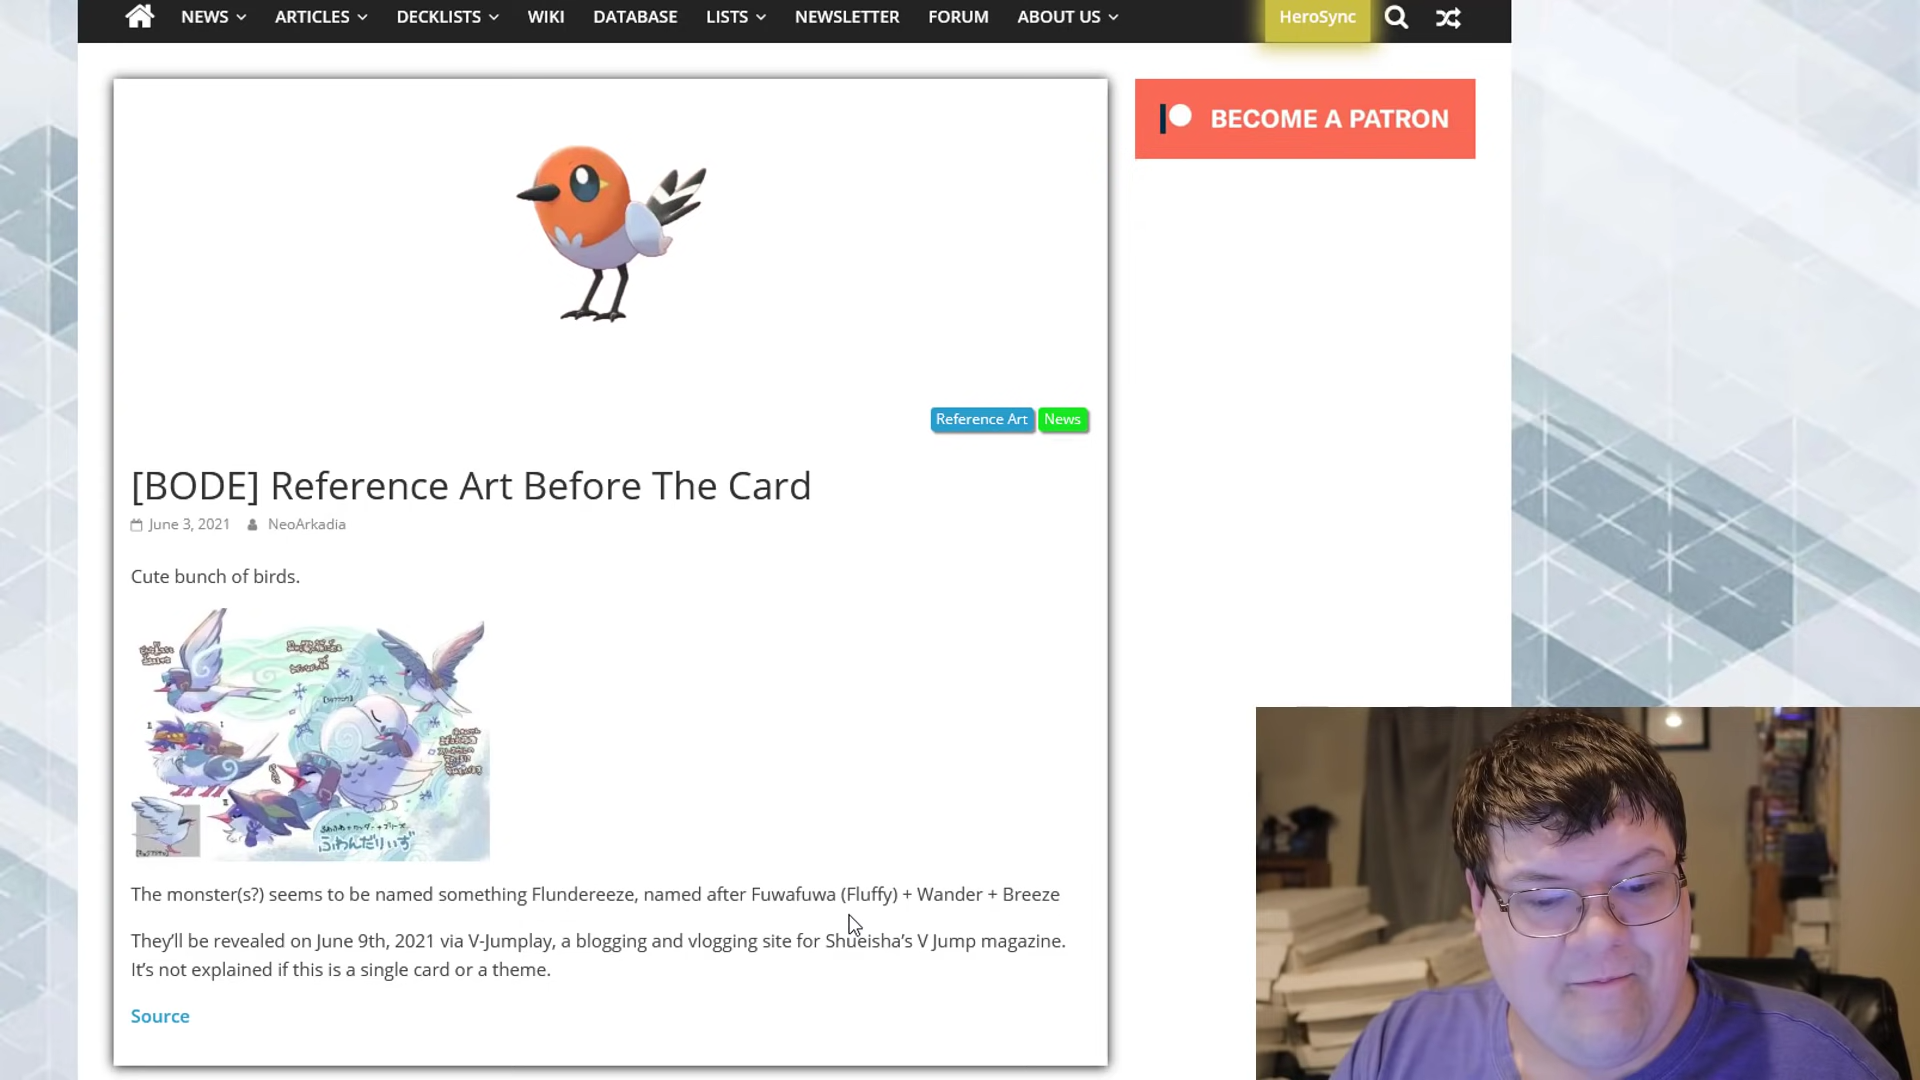 NEWS ARTICLES DECKLISTS WIKI DATABASE LISTS NEWSLETTER FORUM ABOUT US HeroSync
BECOME A PATRON
Reference Art News
[BODE] Reference Art Before The Card
June 3, 2021 NeoArkadia
Cute bunch of birds.
ふわんだりぃず
The monster(s?) seems to be named something Flundereeze, named after Fuwafuwa (Fluffy) + Wander + Breeze
They’ll be revealed on June 9th, 2021 via V-Jumplay, a blogging and vlogging site for Shueisha’s V Jump magazine.
It’s not explained if this is a single card or a theme.
Source